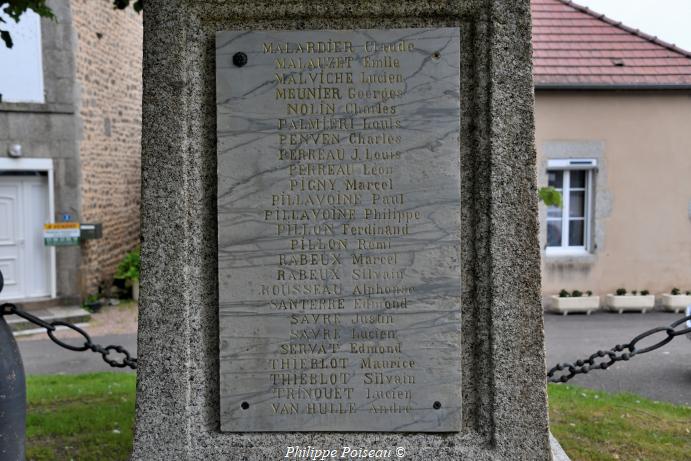 MALARDIER Claude
MALAUZET Emile
MALVICHE Lucien
MEUNIER Georges
NOLIN Charles
PALMIERI Louis
PENVEN Charles
PERREAU J. Louis
PERREAU Léon
PIGNY Marcel
PILLAVOINE Paul
PILLAVOINE Philippe
PILLON Ferdinand
PILLON Rémi
RABEUX Marcel
RABEUX Silvain
ROUSSEAU Alphonse
SANTERRE Edmond
SAVRE Justin
SAVRE Lucien
SERVAT Edmond
THIEBLOT Maurice
THIEBLOT Silvain
TRINQUET Lucien
VAN HULLE André
Philippe Poiseau ©